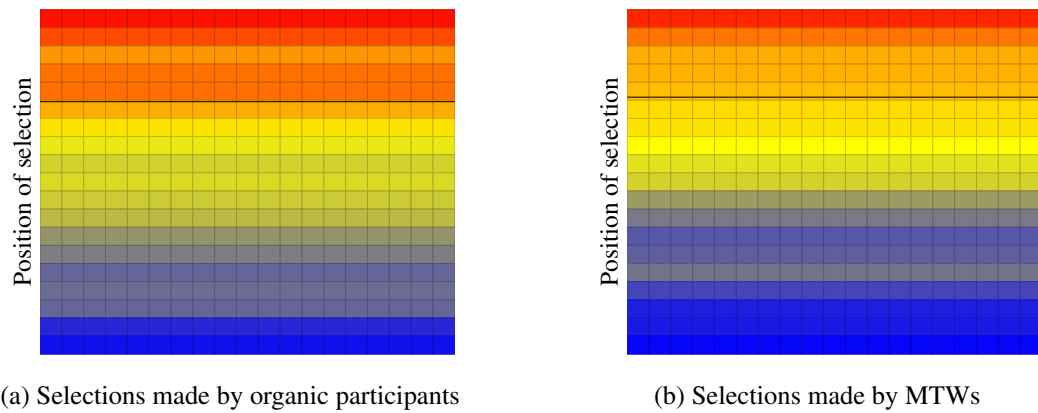 Position of selection
Position of selection
(a) Selections made by organic participants
(b) Selections made by MTWs